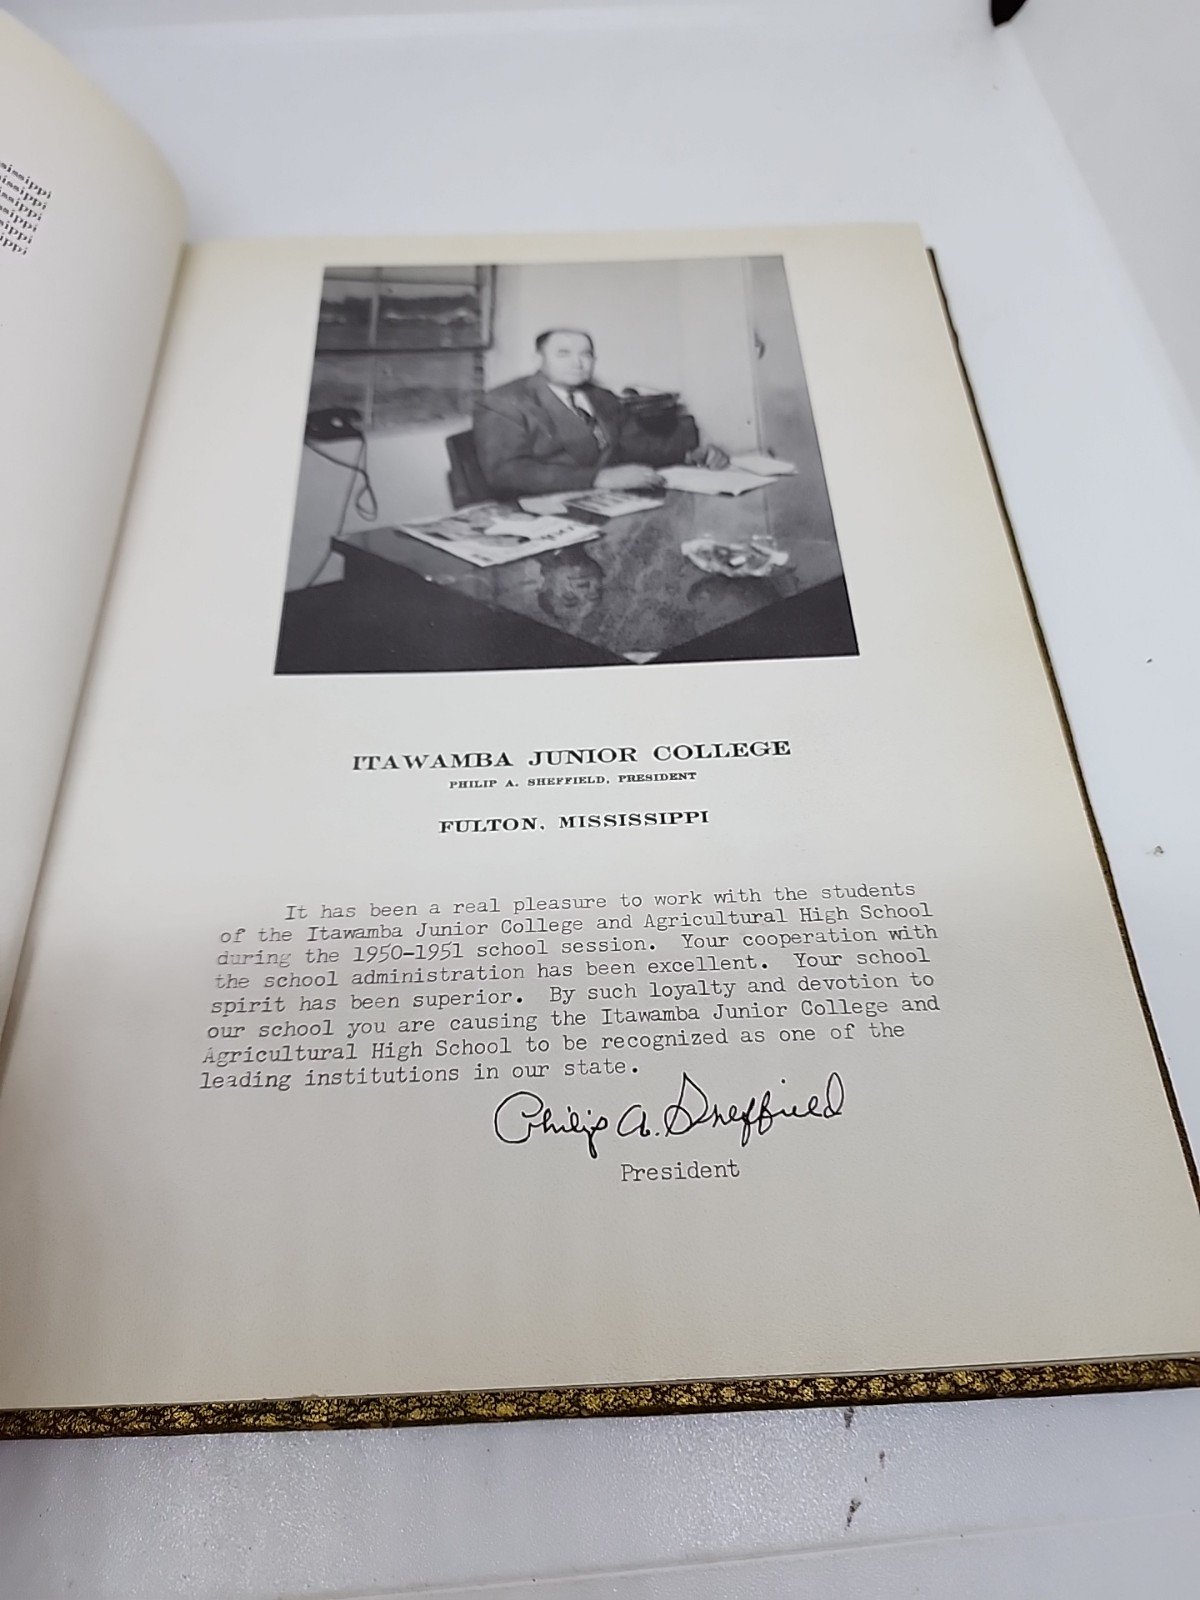 ITAWAMBA JUNIOR COLLEGE
PHILIP A. SHEFFIELD, PRESIDENT
FULTON, MISSISSIPPI
It has been a real pleasure to work with the students
of the Itawamba Junior College and Agricultural High School
during the 1950-1951 school session. Your cooperation with
the school administration has been excellent. Your school
spirit has been superior. By such loyalty and devotion to
our school you are causing the Itawamba Junior College and
Agricultural High School to be recognized as one of the
leading institutions in our state.
Philip A. Sheffield
President